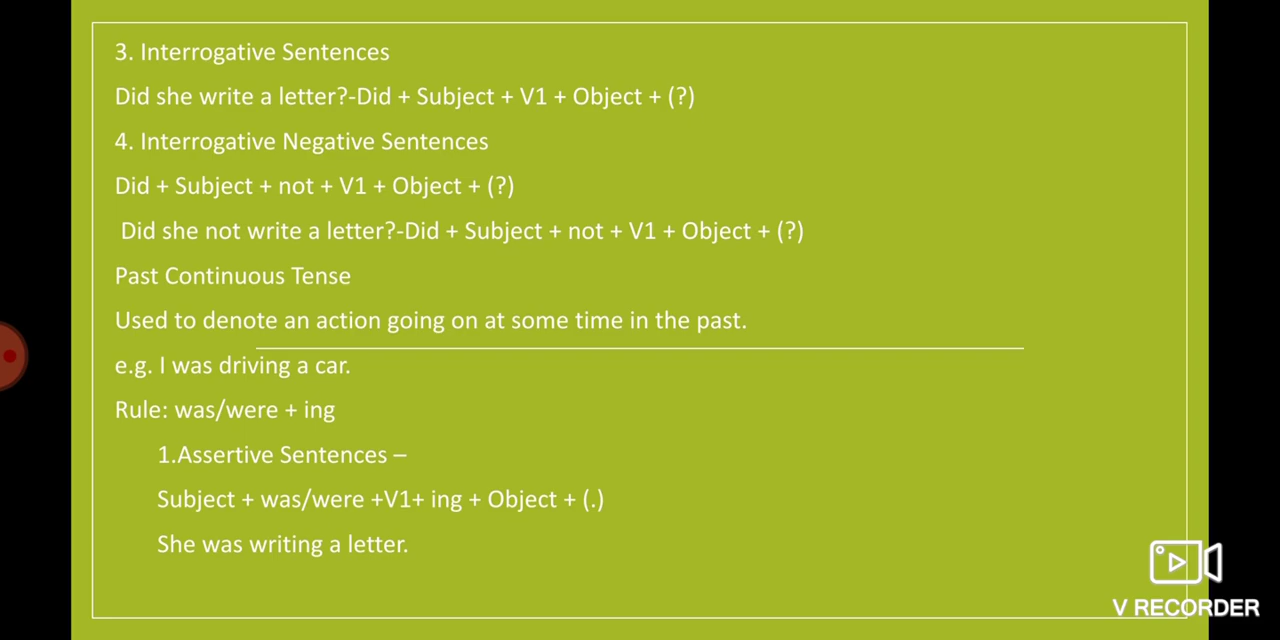 3. Interrogative Sentences
Did she write a letter?-Did + Subject + V1 + Object + (?)
4. Interrogative Negative Sentences
Did + Subject + not + V1 + Object + (?)
Did she not write a letter?-Did + Subject + not + V1 + Object + (?)
Past Continuous Tense
Used to denote an action going on at some time in the past.
e.g. I was driving a car.
Rule: was/were + ing
1.Assertive Sentences –
Subject + was/were +V1+ ing + Object + (.)
She was writing a letter.
V RECORDER